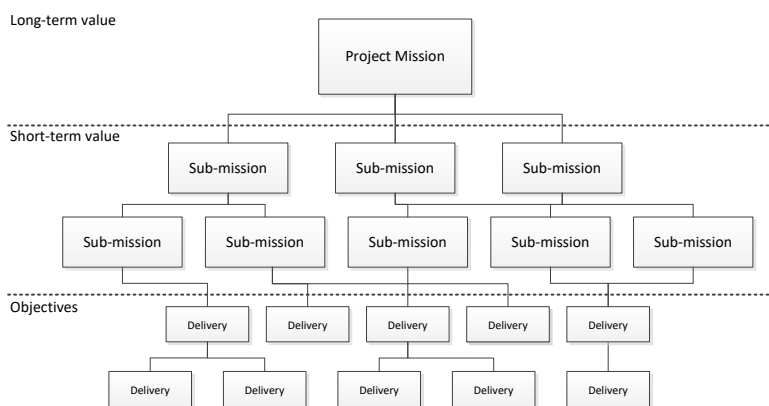 Long-term value
Project Mission
Short-term value
Sub-mission
Sub-mission
Sub-mission
Sub-mission
Sub-mission
Sub-mission
Sub-mission
Sub-mission
Objectives
Delivery
Delivery
Delivery
Delivery
Delivery
Delivery
Delivery
Delivery
Delivery
Delivery